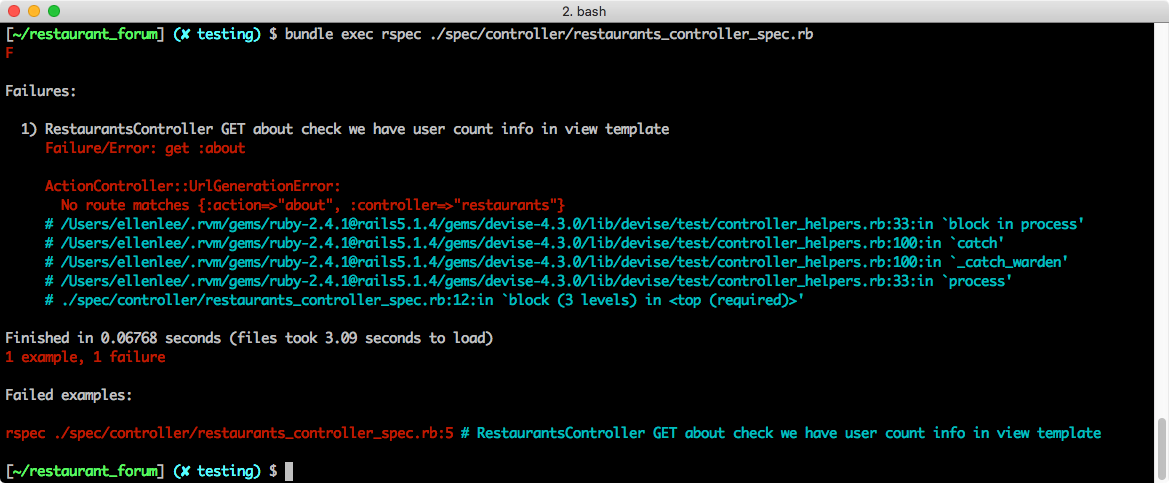 2. bash
[~/restaurant_forum] (✘ testing) $ bundle exec rspec ./spec/controller/restaurants_controller_spec.rb
F
Failures:
1) RestaurantsController GET about check we have user count info in view template
Failure/Error: get :about
ActionController::UrlGenerationError:
No route matches {:action=>"about", :controller=>"restaurants"}
# /Users/ellenlee/.rvm/gems/ruby-2.4.1@rails5.1.4/gems/devise-4.3.0/lib/devise/test/controller_helpers.rb:33:in `block in process'
# /Users/ellenlee/.rvm/gems/ruby-2.4.1@rails5.1.4/gems/devise-4.3.0/lib/devise/test/controller_helpers.rb:100:in `catch'
# /Users/ellenlee/.rvm/gems/ruby-2.4.1@rails5.1.4/gems/devise-4.3.0/lib/devise/test/controller_helpers.rb:100:in `_catch_warden'
# /Users/ellenlee/.rvm/gems/ruby-2.4.1@rails5.1.4/gems/devise-4.3.0/lib/devise/test/controller_helpers.rb:33:in `process'
# ./spec/controller/restaurants_controller_spec.rb:12:in `block (3 levels) in <top (required)>'
Finished in 0.06768 seconds (files took 3.09 seconds to load)
1 example, 1 failure
Failed examples:
rspec ./spec/controller/restaurants_controller_spec.rb:5 # RestaurantsController GET about check we have user count info in view template
[~/restaurant_forum] (✘ testing) $